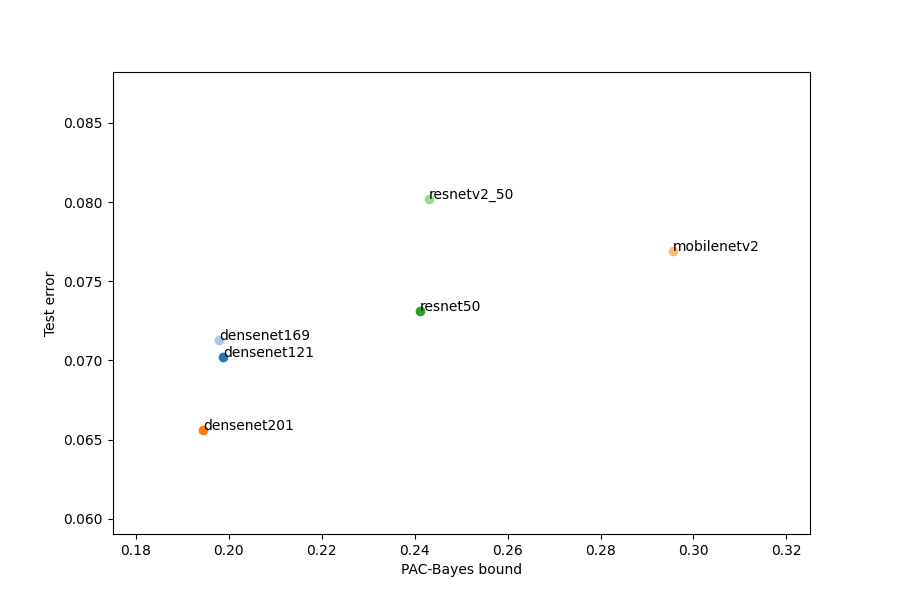 0.085
0.080
0.075
0.070
0.065
0.060
Test error
resnetv2_50
mobilenetv2
resnet50
densenet169
densenet121
densenet201
0.18 0.20 0.22 0.24 0.26 0.28 0.30 0.32
PAC-Bayes bound